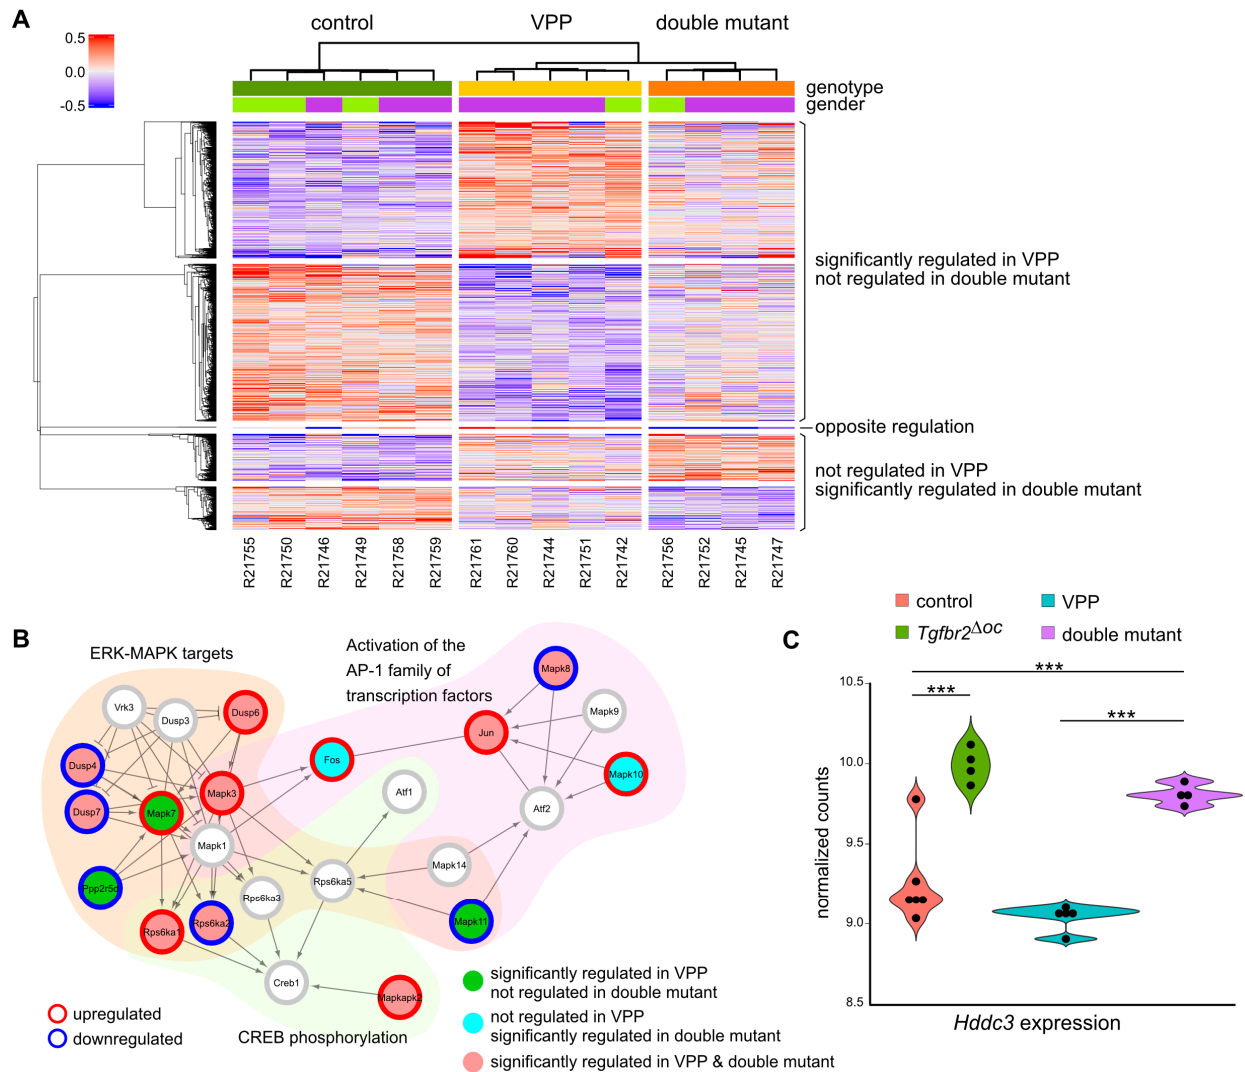 A
control
VPP
double mutant
0.5
0.0
-0.5
genotype
gender
significantly regulated in VPP
not regulated in double mutant
opposite regulation
not regulated in VPP
significantly regulated in double mutant
R21755
R21750
R21746
R21749
R21758
R21759
R21761
R21760
R21744
R21751
R21742
R21756
R21752
R21745
R21747
B
ERK-MAPK targets
Activation of the
AP-1 family of
transcription factors
Vrk3
Dusp3
Dusp6
Dusp4
Dusp7
Mapk7
Mapk3
Mapk1
Ppp2r5d
Rps6ka1
Rps6ka2
Rpc6ka3
Rps6ka5
Fos
Atf1
Jun
Mapk8
Mapk9
Mapk10
Atf2
Mapk14
Mapk11
Creb1
Mapkapk2
CREB phosphorylation
upregulated
downregulated
significantly regulated in VPP
not regulated in double mutant
not regulated in VPP
significantly regulated in double mutant
significantly regulated in VPP & double mutant
C
control
VPP
Tgfbr2Δoc
double mutant
***
***
***
10.5
10.0
9.5
9.0
8.5
normalized counts
Hddc3 expression